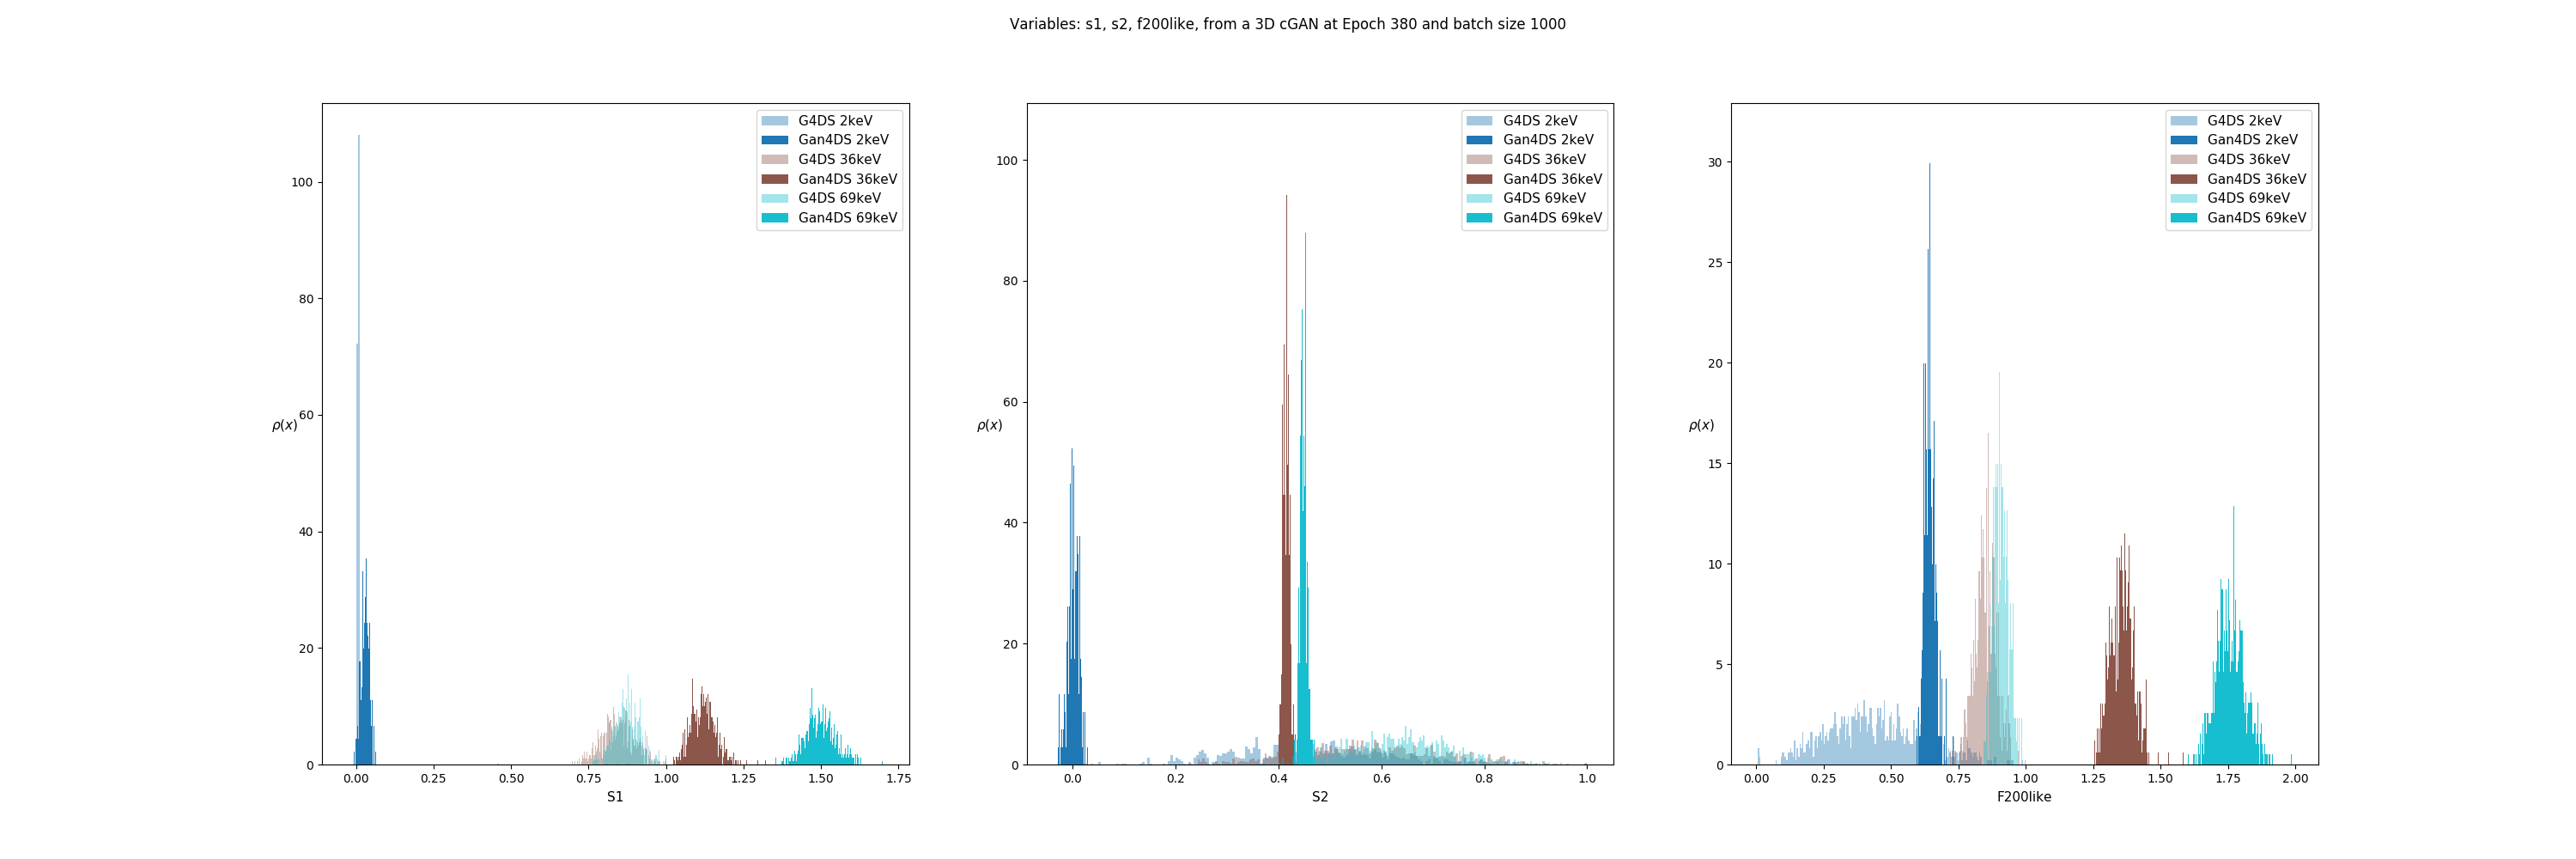 Variables: s1, s2, f200like, from a 3D cGAN at Epoch 380 and batch size 1000
G4DS 2keV
Gan4DS 2keV
G4DS 36keV
Gan4DS 36keV
G4DS 69keV
Gan4DS 69keV
100
80
60
40
20
0
ρ(x)
0.00 0.25 0.50 0.75 1.00 1.25 1.50 1.75
S1
G4DS 2keV
Gan4DS 2keV
G4DS 36keV
Gan4DS 36keV
G4DS 69keV
Gan4DS 69keV
100
80
60
40
20
0
ρ(x)
0.0 0.2 0.4 0.6 0.8 1.0
S2
G4DS 2keV
Gan4DS 2keV
G4DS 36keV
Gan4DS 36keV
G4DS 69keV
Gan4DS 69keV
30
25
20
15
10
5
0
ρ(x)
0.00 0.25 0.50 0.75 1.00 1.25 1.50 1.75 2.00
F200like